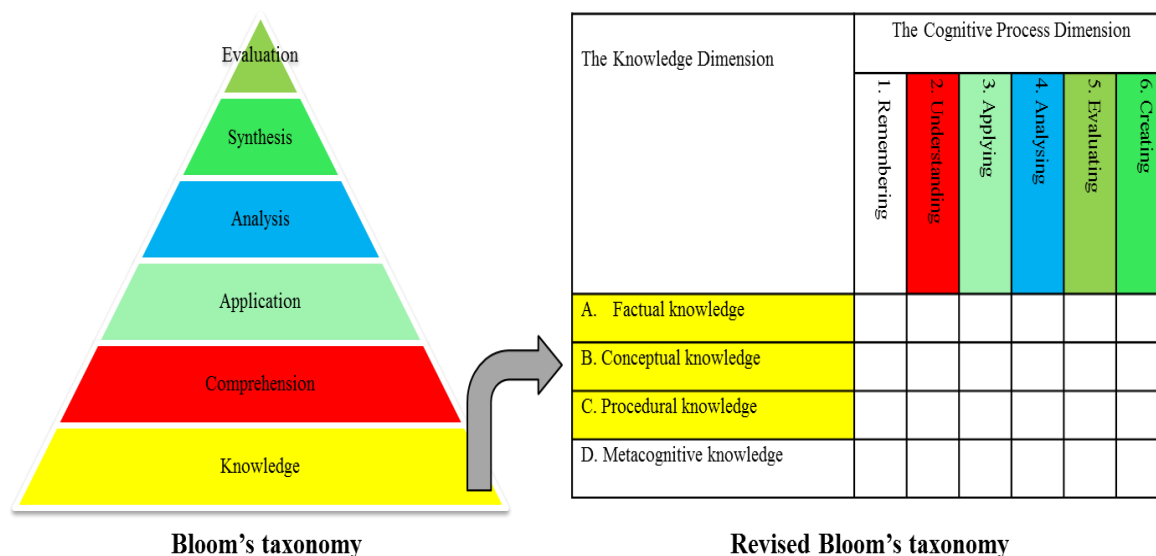 Evaluation
Synthesis
Analysis
Application
Comprehension
Knowledge
Bloom's taxonomy
The Knowledge Dimension
The Cognitive Process Dimension
1. Remembering
2. Understanding
3. Applying
4. Analysing
5. Evaluating
6. Creating
A. Factual knowledge
B. Conceptual knowledge
C. Procedural knowledge
D. Metacognitive knowledge
Revised Bloom's taxonomy